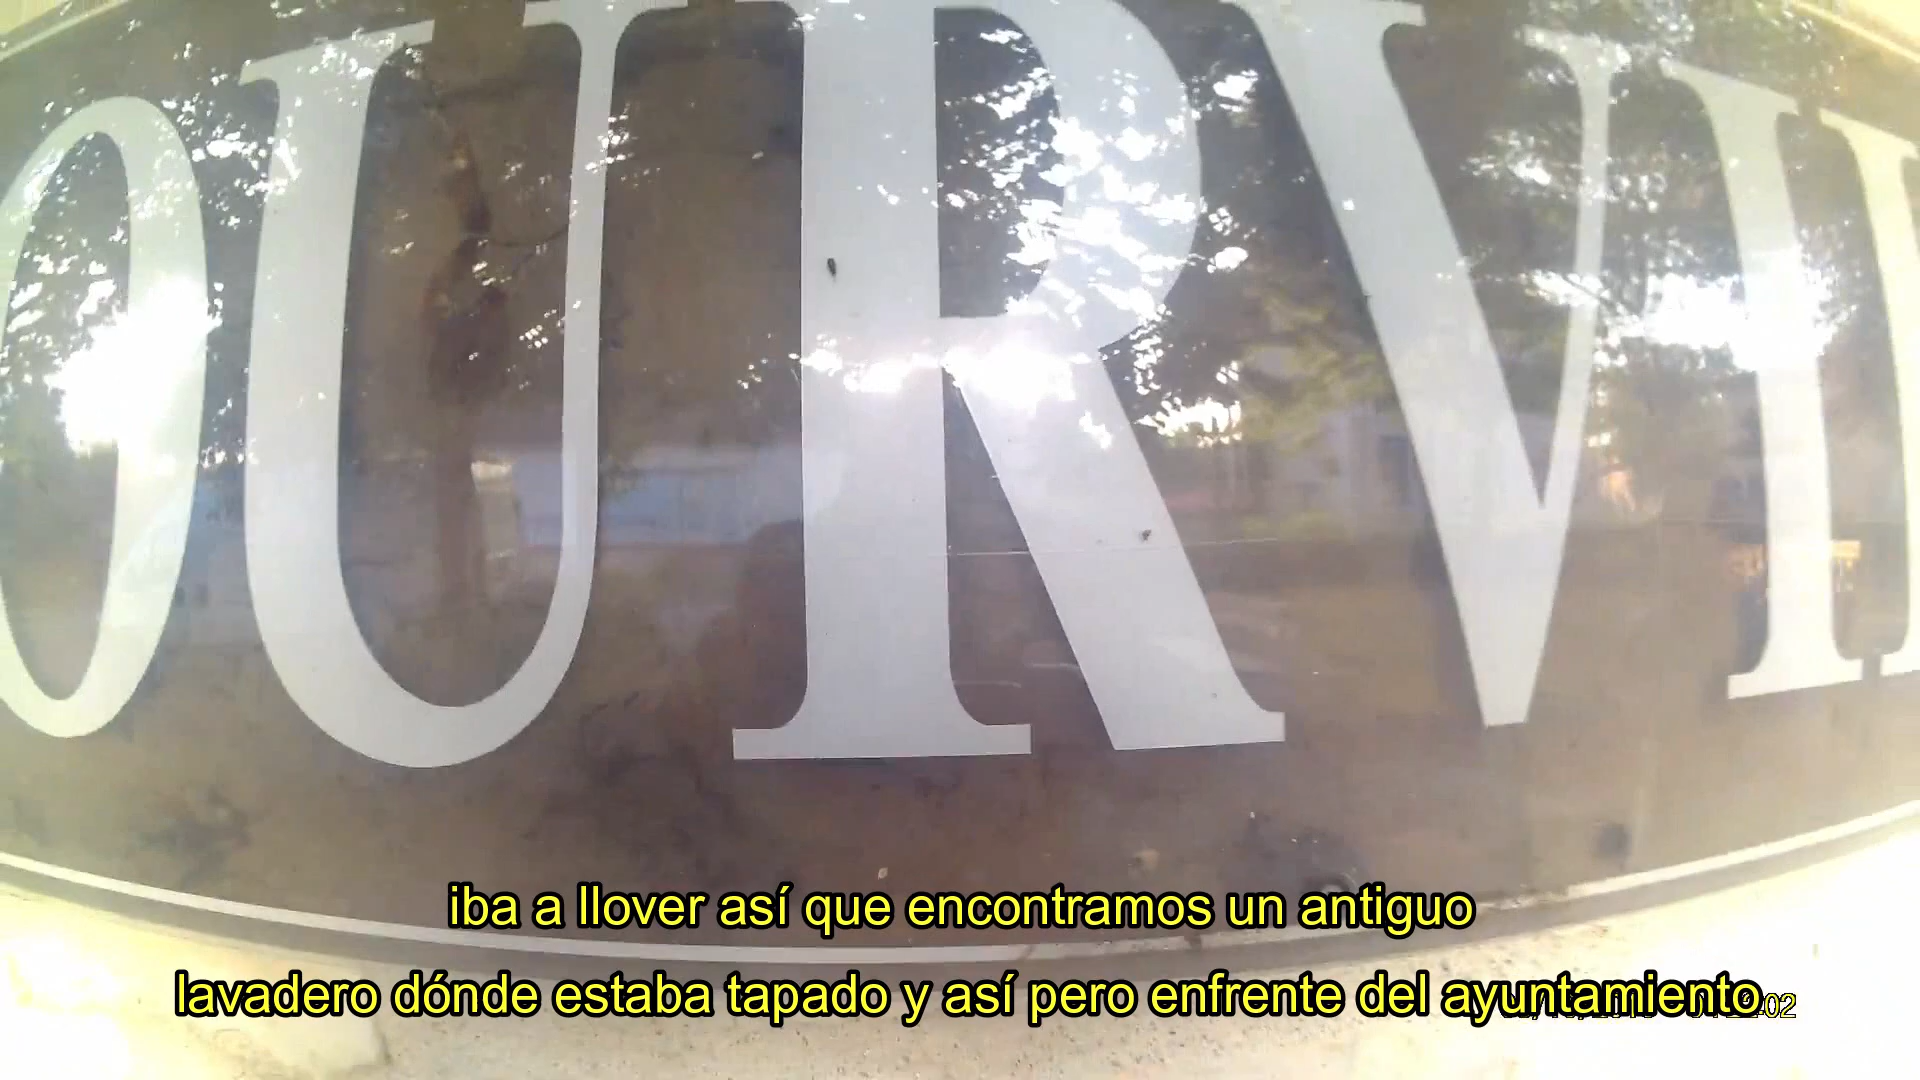 OURVI
iba a llover así que encontramos un antiguo
lavadero dónde estaba tapado y así pero enfrente del ayuntamiento